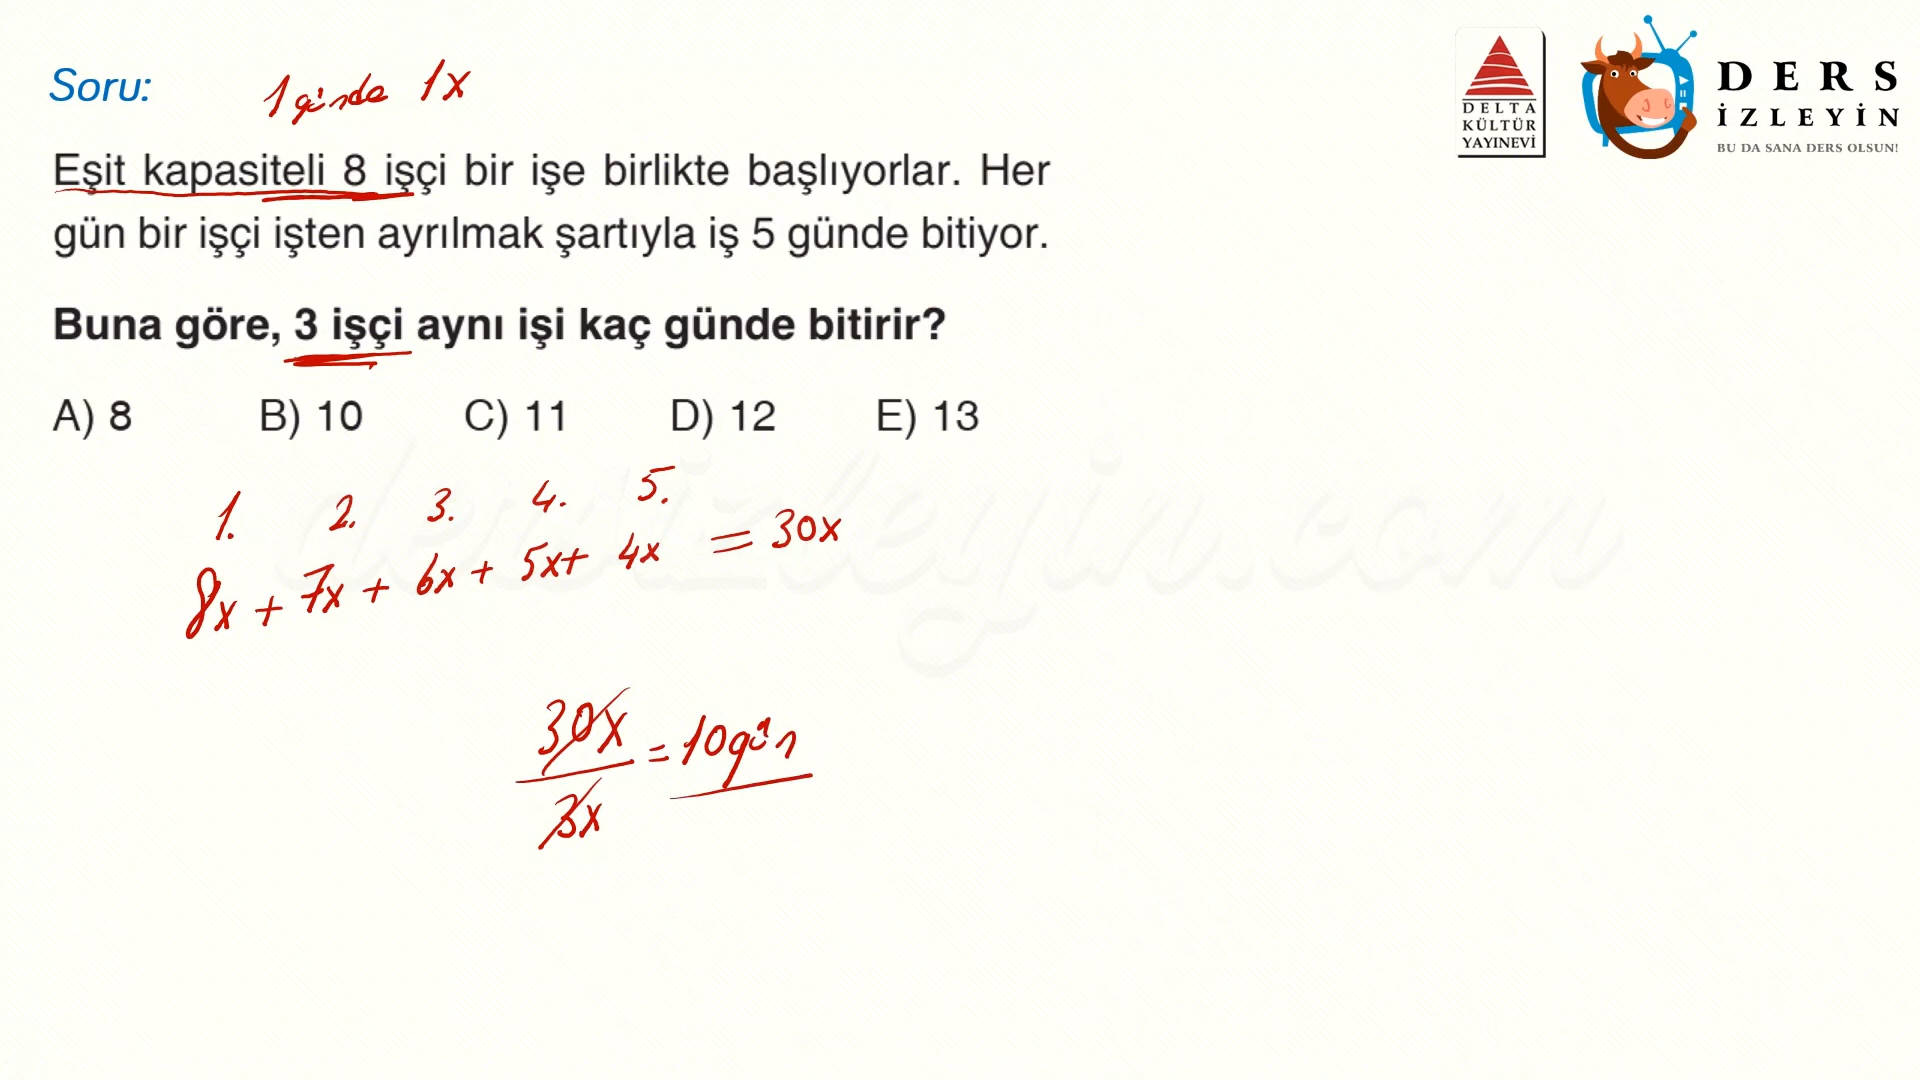 Soru:
1 günde 1x
DELTA
KÜLTÜR
YAYINEVİ
DERS
İZLEYİN
BU DA SANA DERS OLSUN!
Eşit kapasiteli 8 işçi bir işe birlikte başlıyorlar. Her
gün bir işçi işten ayrılmak şartıyla iş 5 günde bitiyor.
Buna göre, 3 işçi aynı işi kaç günde bitirir?
A) 8 B) 10 C) 11 D) 12 E) 13
1. 2. 3. 4. 5.
8x + 7x + 6x + 5x + 4x = 30x
30x
= 10 gün
3x
dersizleyin.com